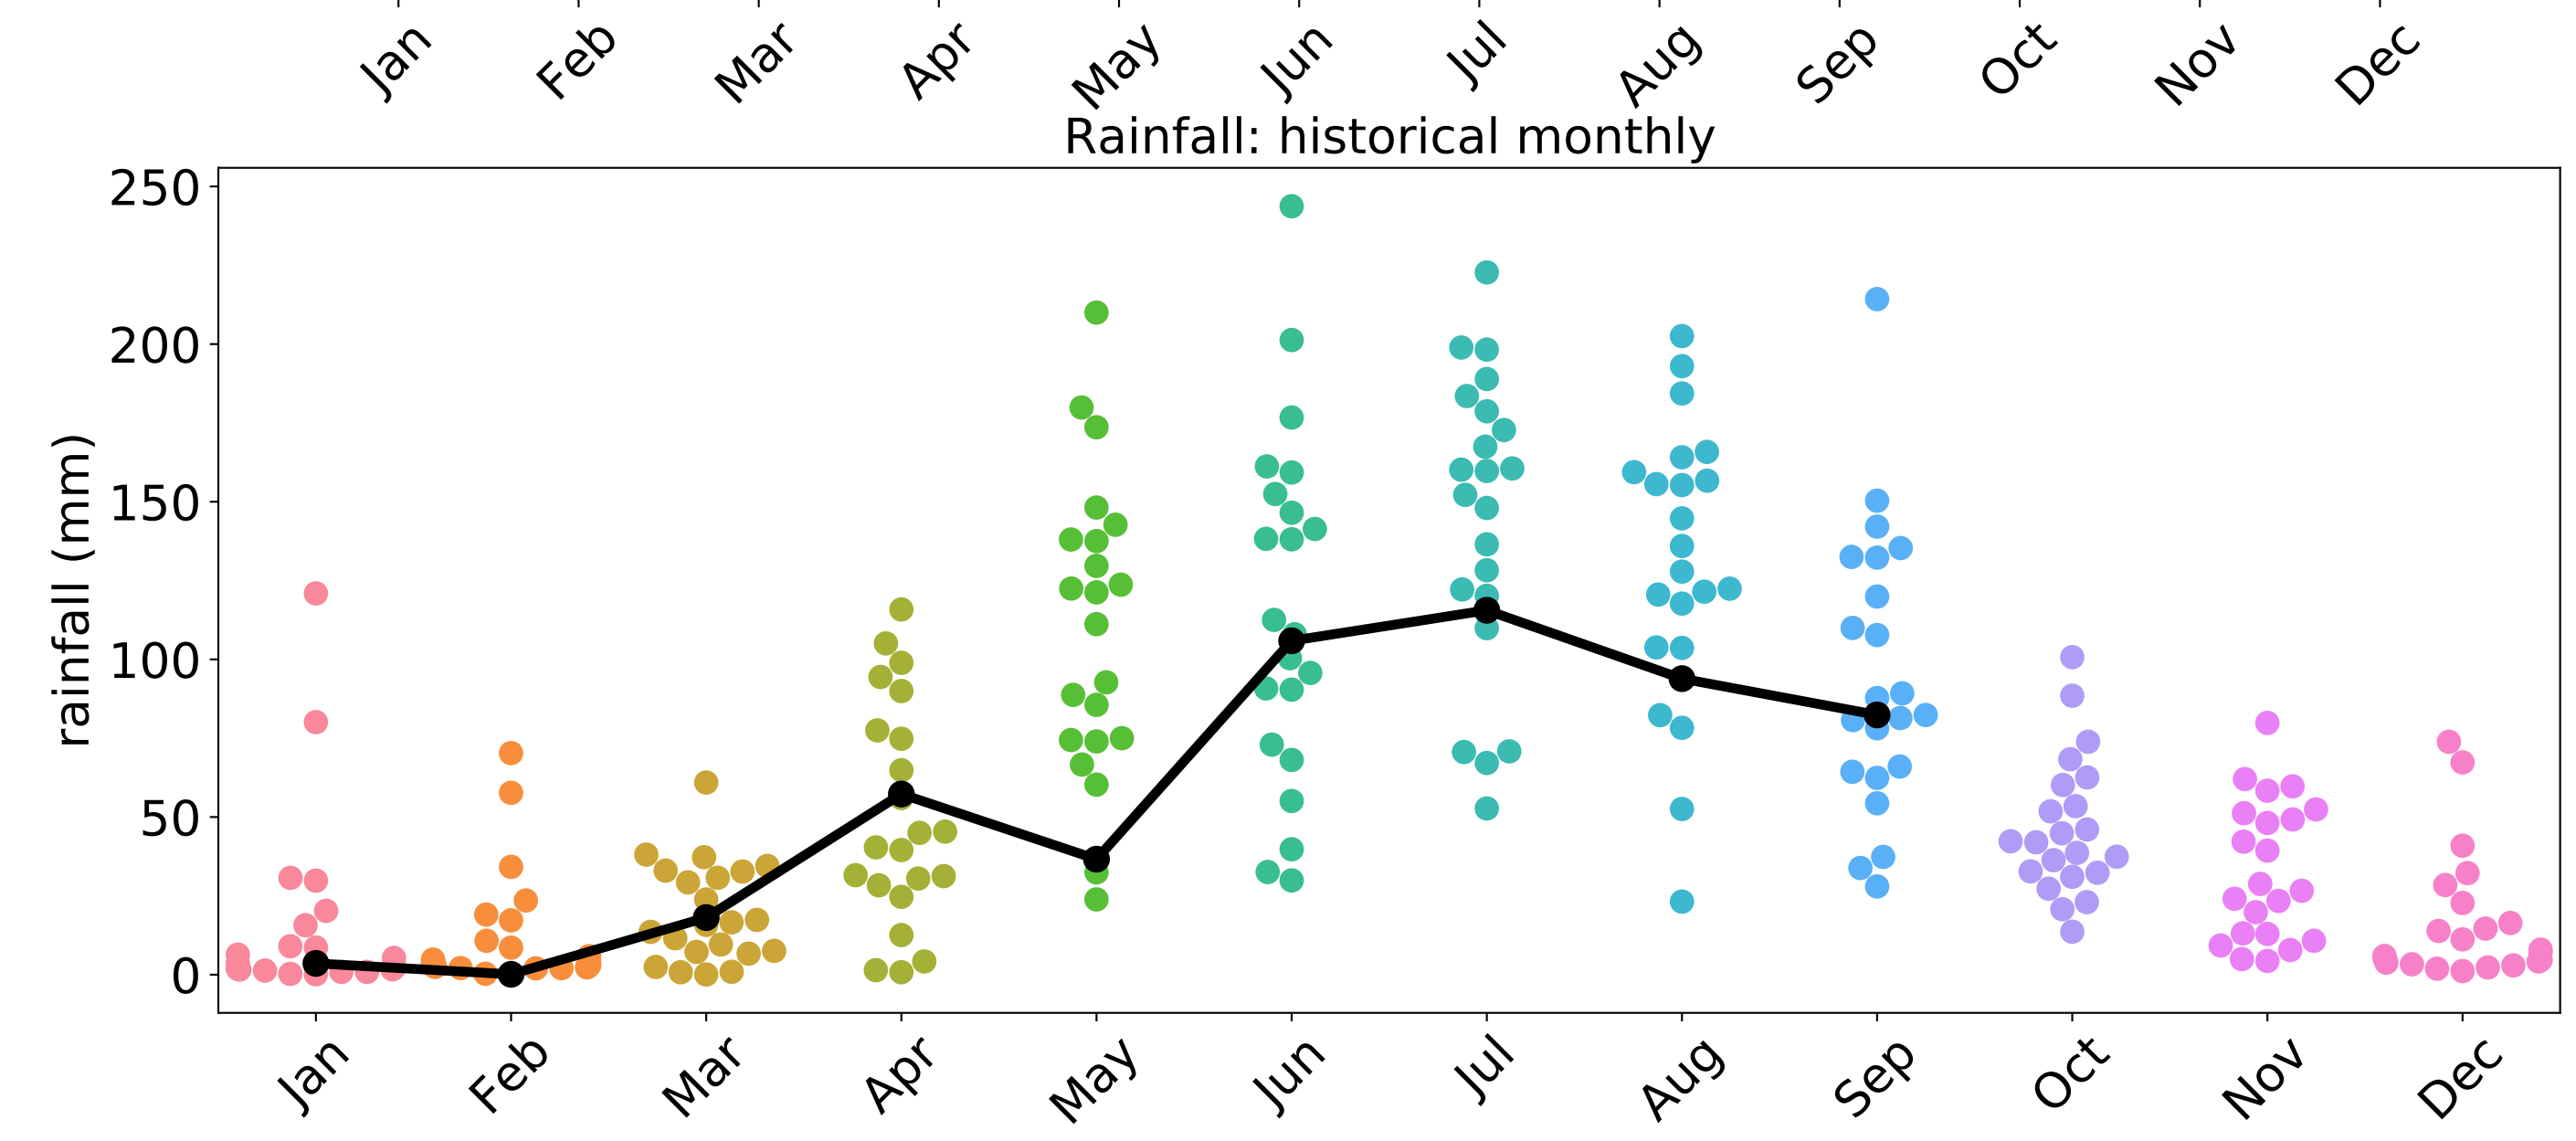 Jan Feb Mar Apr May Jun Jul Aug Sep Oct Nov Dec
Rainfall: historical monthly
rainfall (mm)
250
200
150
100
50
0
Jan Feb Mar Apr May Jun Jul Aug Sep Oct Nov Dec